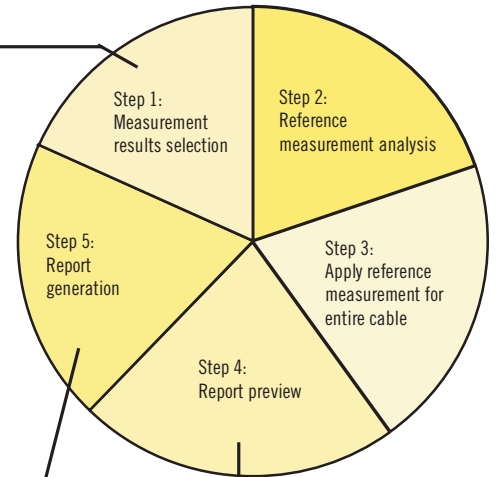 Step 1:
Measurement
results selection
Step 2:
Reference
measurement analysis
Step 3:
Apply reference
measurement for
entire cable
Step 4:
Report preview
Step 5:
Report
generation